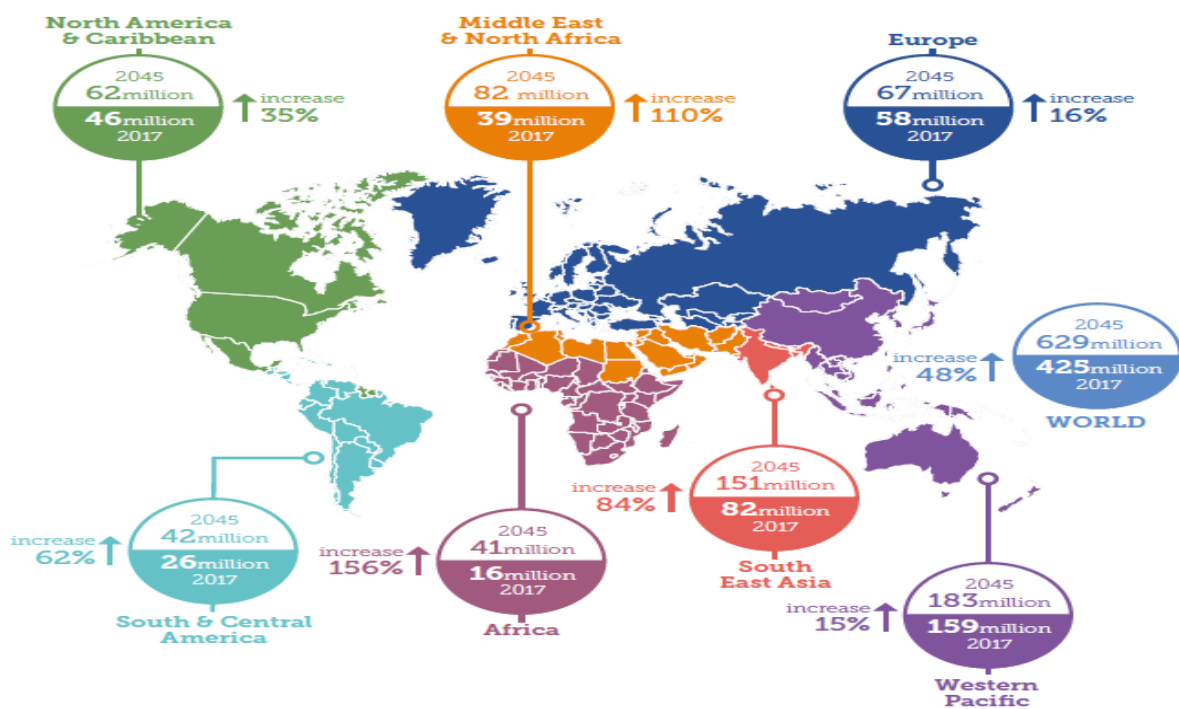 North America
& Caribbean
2045
62million
46million
2017
increase
35%
Middle East
& North Africa
2045
82 million
39million
2017
increase
110%
Europe
2045
67million
58million
2017
increase
16%
2045
629million
425million
2017
WORLD
increase
48%
2045
42million
26million
2017
South & Central
America
increase
62%
2045
41million
16million
2017
Africa
increase
156%
2045
151million
82million
2017
South
East Asia
increase
84%
2045
183million
159million
2017
Western
Pacific
increase
15%